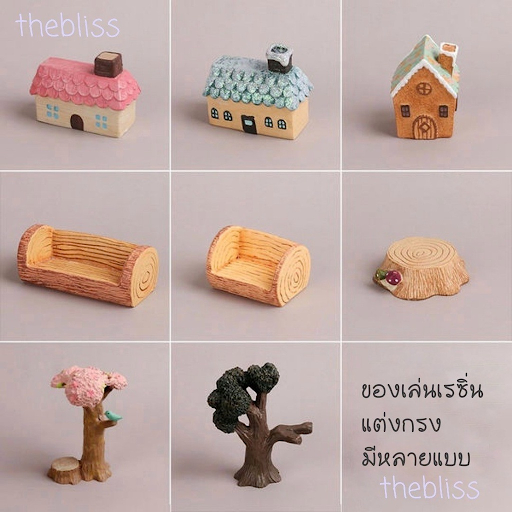 thebliss
ของเล่นเรซิ่น
แต่งกรง
มีหลายแบบ
thebliss